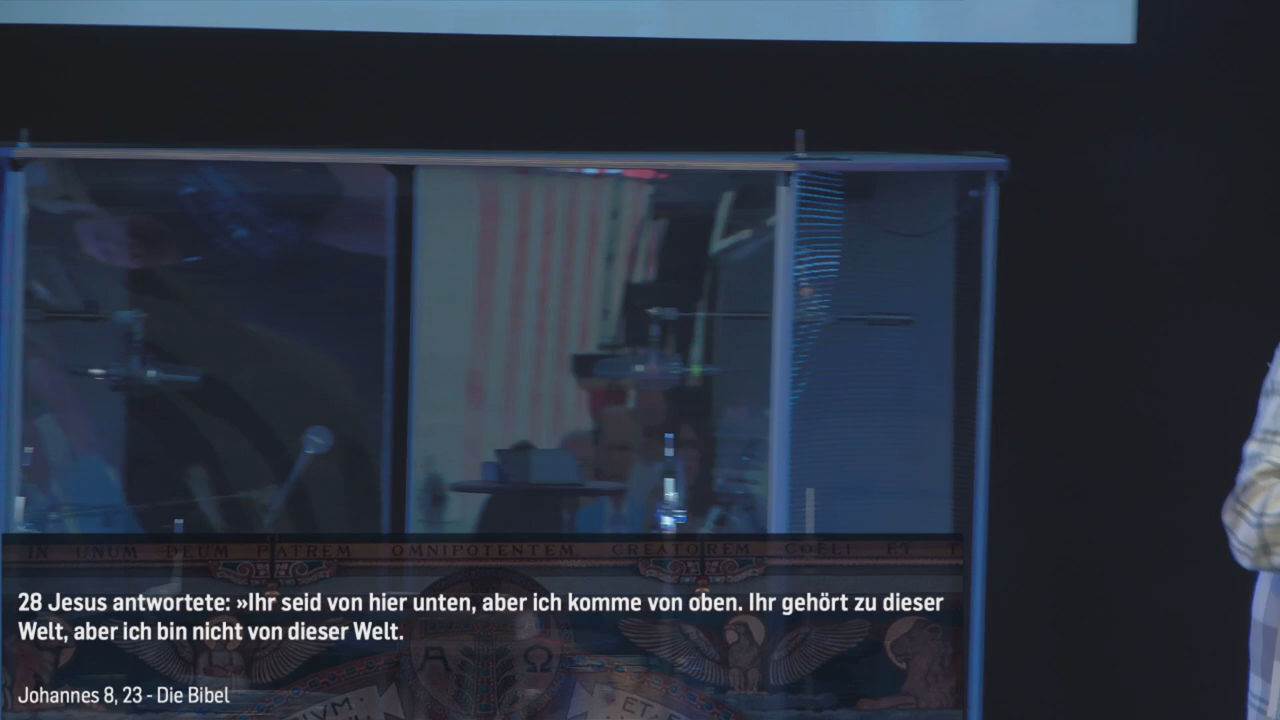 IN UNUM DEUM PATREM OMNIPOTENTEM CREATOREM COELI ET T
28 Jesus antwortete: »Ihr seid von hier unten, aber ich komme von oben. Ihr gehört zu dieser
Welt, aber ich bin nicht von dieser Welt.
Α Ω
ET
Johannes 8, 23 - Die Bibel